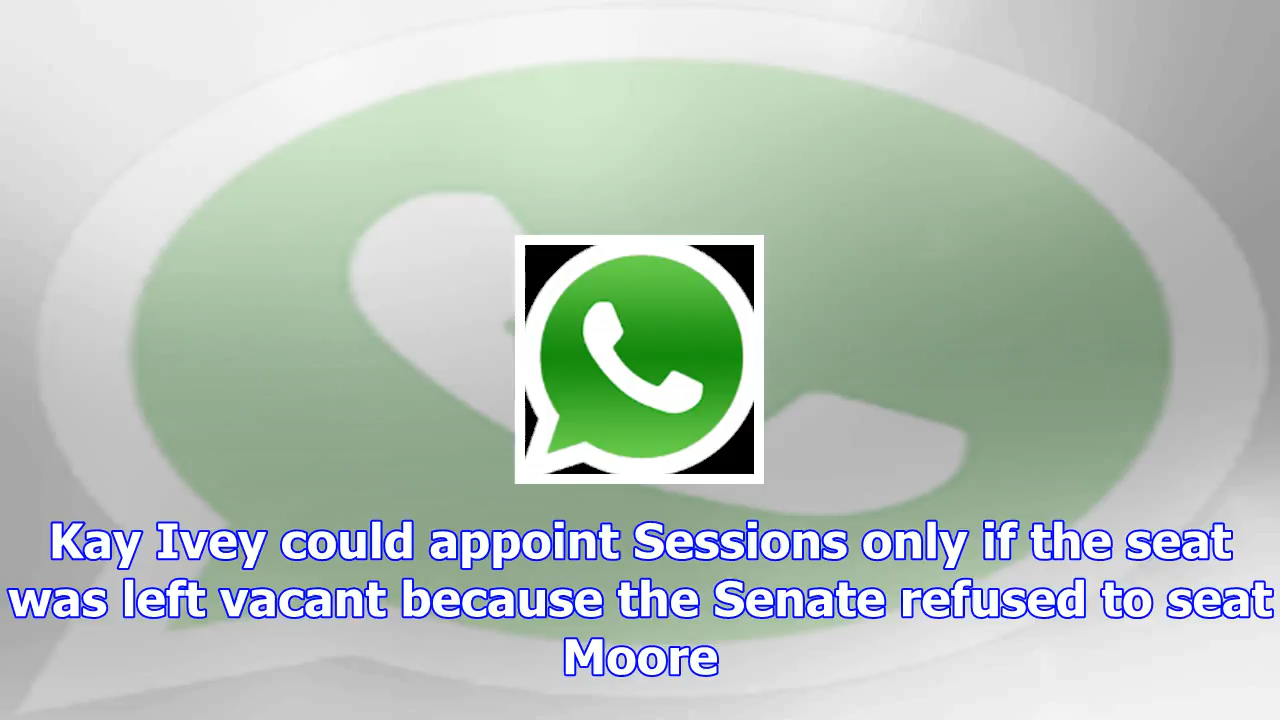 Kay Ivey could appoint Sessions only if the seat
was left vacant because the Senate refused to seat
Moore